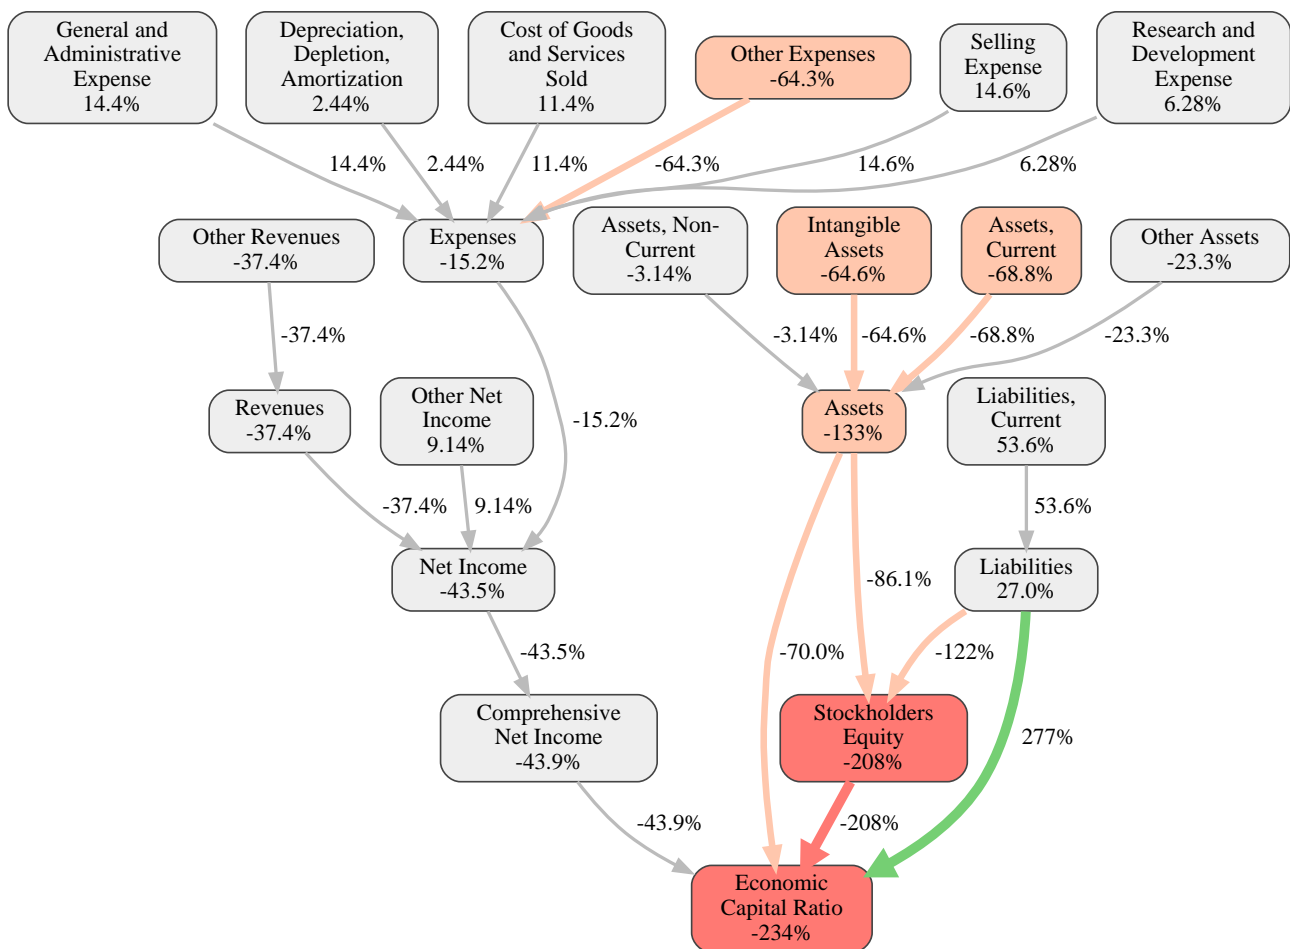 General and
Administrative
Expense
14.4%
Depreciation,
Depletion,
Amortization
2.44%
Cost of Goods
and Services
Sold
11.4%
Other Expenses
-64.3%
Selling
Expense
14.6%
Research and
Development
Expense
6.28%
14.4%
2.44%
11.4%
-64.3%
14.6%
6.28%
Other Revenues
-37.4%
Expenses
-15.2%
Assets, Non-
Current
-3.14%
Intangible
Assets
-64.6%
Assets,
Current
-68.8%
Other Assets
-23.3%
-37.4%
-3.14%
-64.6%
-68.8%
-23.3%
Revenues
-37.4%
Other Net
Income
9.14%
-15.2%
Assets
-133%
Liabilities,
Current
53.6%
-37.4%
9.14%
53.6%
Net Income
-43.5%
-86.1%
Liabilities
27.0%
-43.5%
-70.0%
-122%
Comprehensive
Net Income
-43.9%
Stockholders
Equity
-208%
277%
-43.9%
-208%
Economic
Capital Ratio
-234%